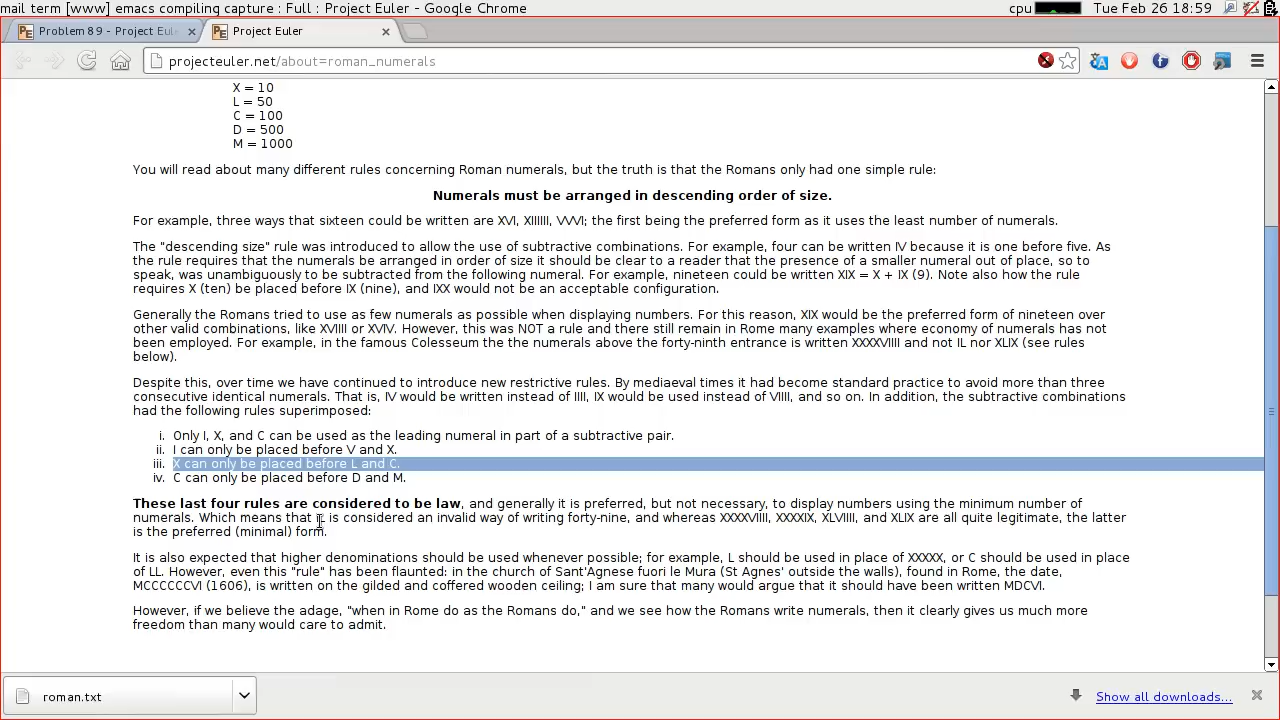 mail term [www] emacs compiling capture : Full : Project Euler - Google Chrome
cpu
Tue Feb 26 18:59
Problem 89 - Project Eul
Project Euler
projecteuler.net/about=roman_numerals
X = 10
L = 50
C = 100
D = 500
M = 1000
You will read about many different rules concerning Roman numerals, but the truth is that the Romans only had one simple rule:
Numerals must be arranged in descending order of size.
For example, three ways that sixteen could be written are XVI, XIIIIII, VVVI; the first being the preferred form as it uses the least number of numerals.
The "descending size" rule was introduced to allow the use of subtractive combinations. For example, four can be written IV because it is one before five. As
the rule requires that the numerals be arranged in order of size it should be clear to a reader that the presence of a smaller numeral out of place, so to
speak, was unambiguously to be subtracted from the following numeral. For example, nineteen could be written XIX = X + IX (9). Note also how the rule
requires X (ten) be placed before IX (nine), and IXX would not be an acceptable configuration.
Generally the Romans tried to use as few numerals as possible when displaying numbers. For this reason, XIX would be the preferred form of nineteen over
other valid combinations, like XVIIII or XVIV. However, this was NOT a rule and there still remain in Rome many examples where economy of numerals has not
been employed. For example, in the famous Colesseum the the numerals above the forty-ninth entrance is written XXXXVIIII and not IL nor XLIX (see rules
below).
Despite this, over time we have continued to introduce new restrictive rules. By mediaeval times it had become standard practice to avoid more than three
consecutive identical numerals. That is, IV would be written instead of IIII, IX would be used instead of VIIII, and so on. In addition, the subtractive combinations
had the following rules superimposed:
i. Only I, X, and C can be used as the leading numeral in part of a subtractive pair.
ii. I can only be placed before V and X.
iii. X can only be placed before L and C.
iv. C can only be placed before D and M.
These last four rules are considered to be law, and generally it is preferred, but not necessary, to display numbers using the minimum number of
numerals. Which means that is considered an invalid way of writing forty-nine, and whereas XXXXVIIII, XXXXIX, XLVIIII, and XLIX are all quite legitimate, the latter
is the preferred (minimal) form.
It is also expected that higher denominations should be used whenever possible; for example, L should be used in place of XXXXX, or C should be used in place
of LL. However, even this "rule" has been flaunted: in the church of Sant'Agnese fuori le Mura (St Agnes' outside the walls), found in Rome, the date,
MCCCCCCVI (1606), is written on the gilded and coffered wooden ceiling; I am sure that many would argue that it should have been written MDCVI.
However, if we believe the adage, "when in Rome do as the Romans do," and we see how the Romans write numerals, then it clearly gives us much more
freedom than many would care to admit.
roman.txt
Show all downloads...